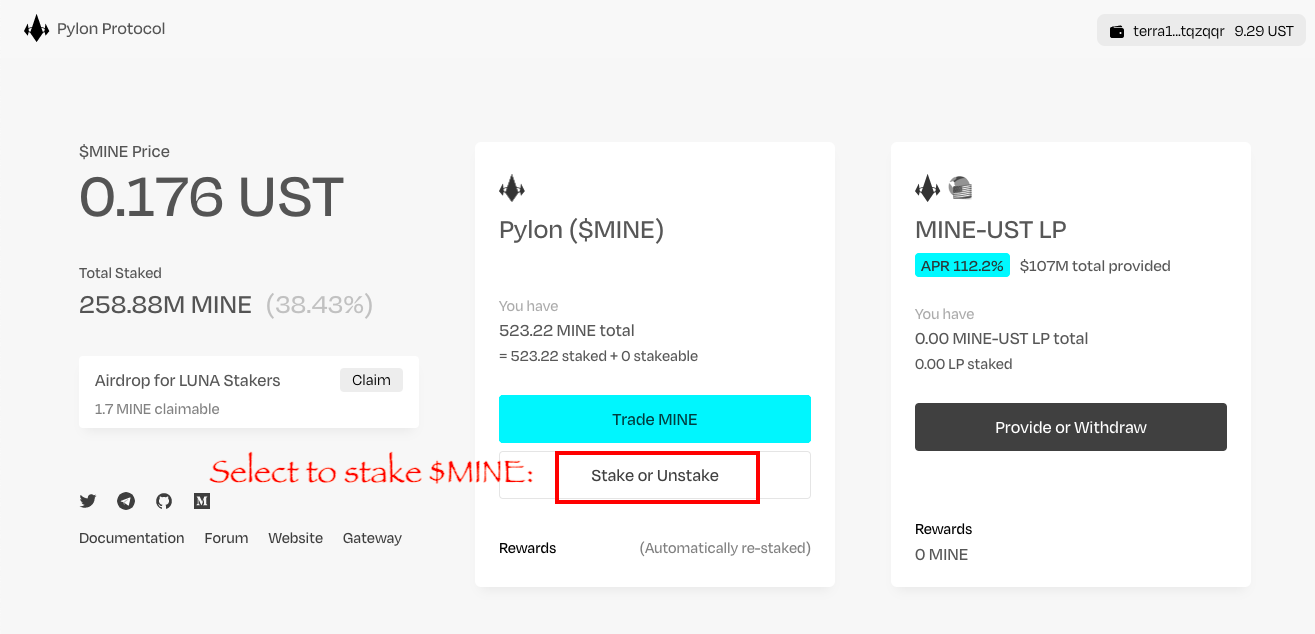 Pylon Protocol
terra1...tqzqqr 9.29 UST
$MINE Price
0.176 UST
Total Staked
258.88M MINE (38.43%)
Airdrop for LUNA Stakers Claim
1.7 MINE claimable
Documentation Forum Website Gateway
Pylon ($MINE)
You have
523.22 MINE total
= 523.22 staked + 0 stakeable
Trade MINE
Select to stake $MINE:
Stake or Unstake
Rewards (Automatically re-staked)
MINE-UST LP
APR 112.2% $107M total provided
You have
0.00 MINE-UST LP total
0.00 LP staked
Provide or Withdraw
Rewards
0 MINE